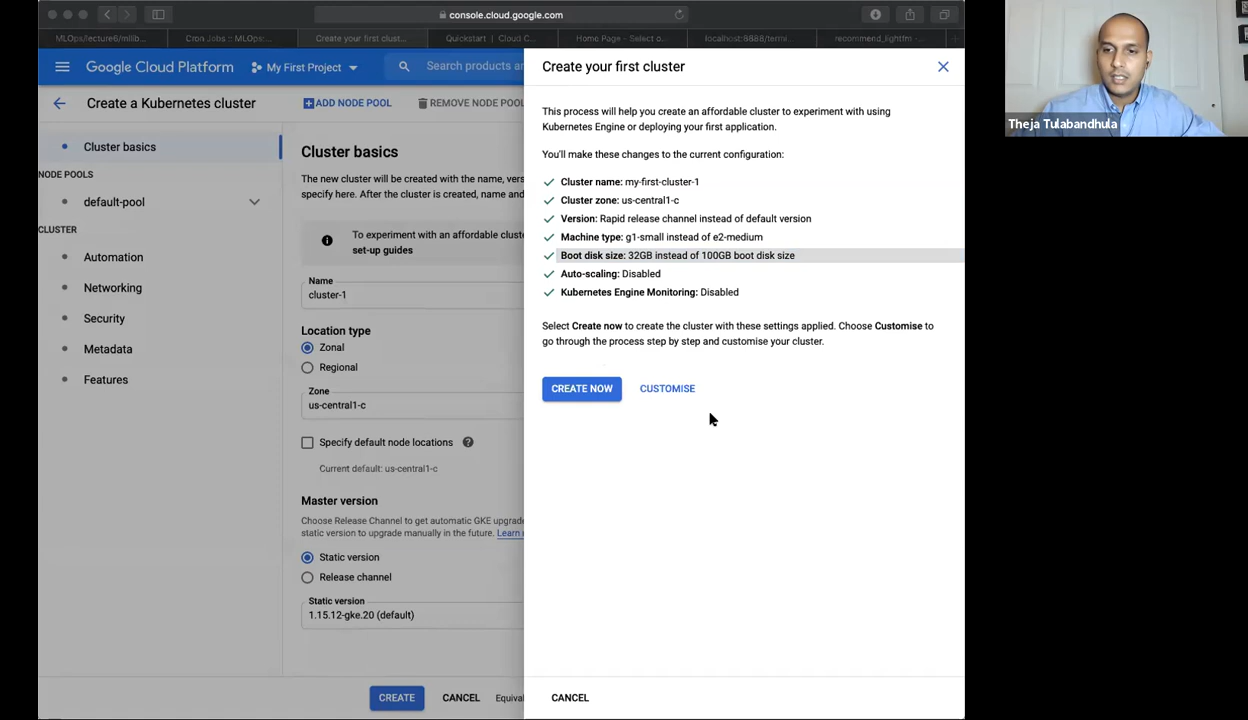 console.cloud.google.com
MLOps/lecture6/mllib...
Cron Jobs :: MLOps:...
Create your first clust...
Quickstart | Cloud C...
Home Page - Select o...
localhost:8888/termi...
recommend_lightfm -...
Google Cloud Platform
My First Project
Search products an
Create a Kubernetes cluster
ADD NODE POOL
REMOVE NODE POOL
Cluster basics
NODE POOLS
default-pool
CLUSTER
Automation
Networking
Security
Metadata
Features
Cluster basics
The new cluster will be created with the name, vers
specify here. After the cluster is created, name and
To experiment with an affordable cluste
set-up guides
Name
cluster-1
Location type
Zonal
Regional
Zone
us-central1-c
Specify default node locations
Current default: us-central1-c
Master version
Choose Release Channel to get automatic GKE upgrade
static version to upgrade manually in the future. Learn
Static version
Release channel
Static version
1.15.12-gke.20 (default)
CREATE
CANCEL
Equival
Create your first cluster
This process will help you create an affordable cluster to experiment with using
Kubernetes Engine or deploying your first application.
You'll make these changes to the current configuration:
Cluster name: my-first-cluster-1
Cluster zone: us-central1-c
Version: Rapid release channel instead of default version
Machine type: g1-small instead of e2-medium
Boot disk size: 32GB instead of 100GB boot disk size
Auto-scaling: Disabled
Kubernetes Engine Monitoring: Disabled
Select Create now to create the cluster with these settings applied. Choose Customise to
go through the process step by step and customise your cluster.
CREATE NOW
CUSTOMISE
CANCEL
Theja Tulabandhula